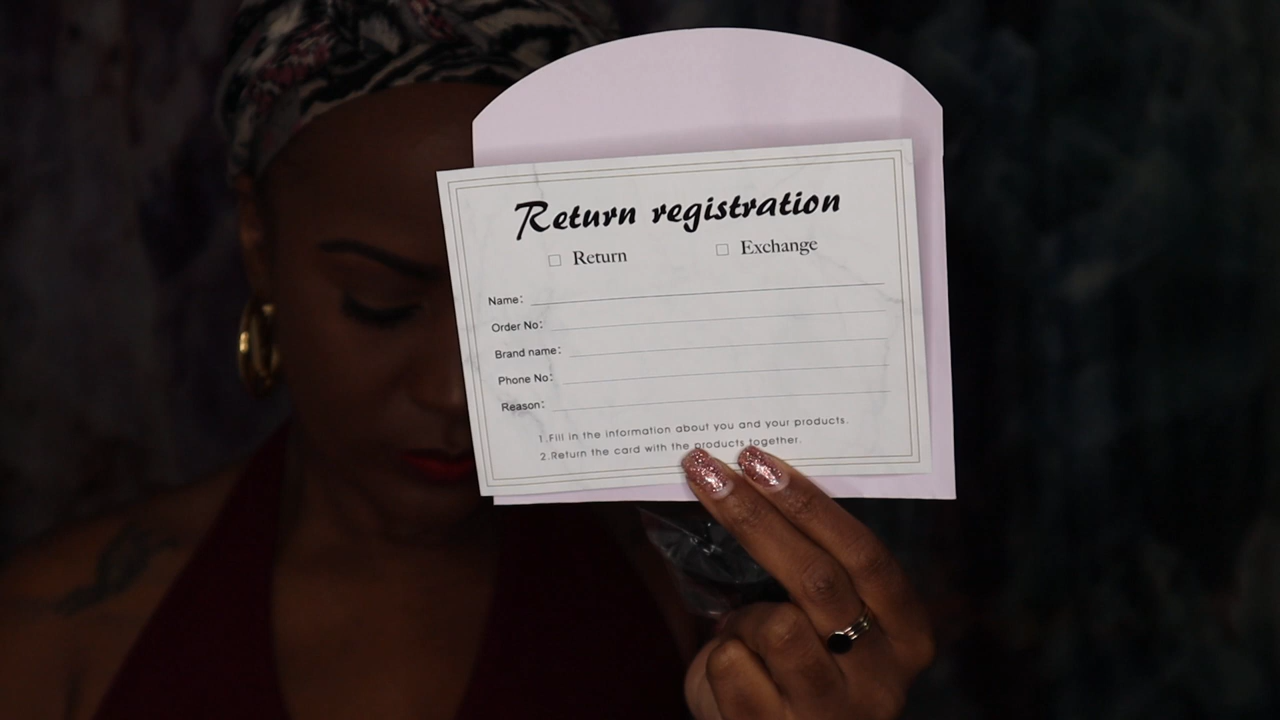 Return registration
☐ Return ☐ Exchange
Name:
Order No:
Brand name:
Phone No:
Reason:
1.Fill in the information about you and your products.
2.Return the card with the products together.